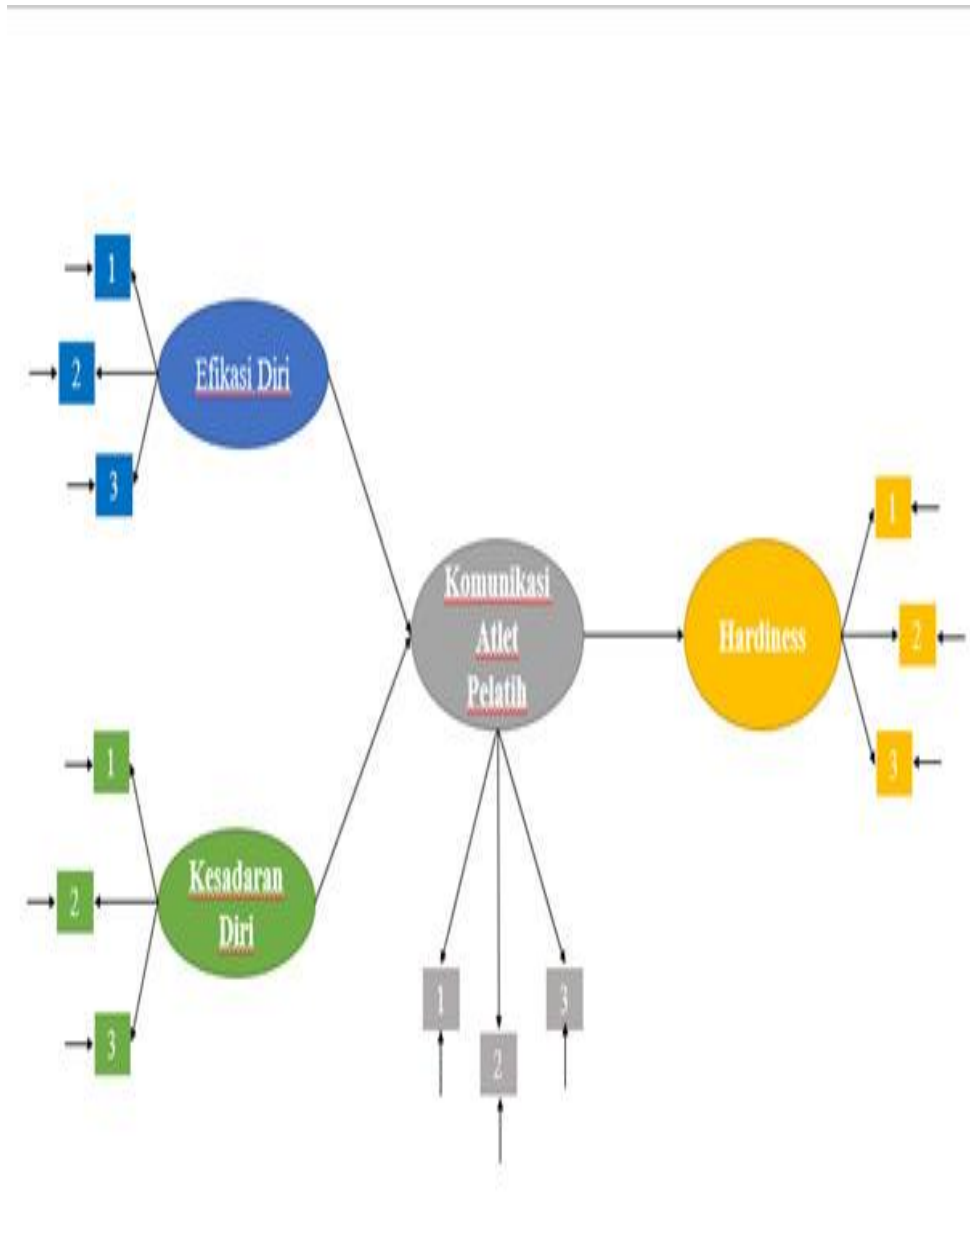 1
2
Efikasi Diri
3
1
Komunikasi
Atlet
Pelatih
Hardiness
2
3
1
Kesadaran
Diri
2
3
1
3
2